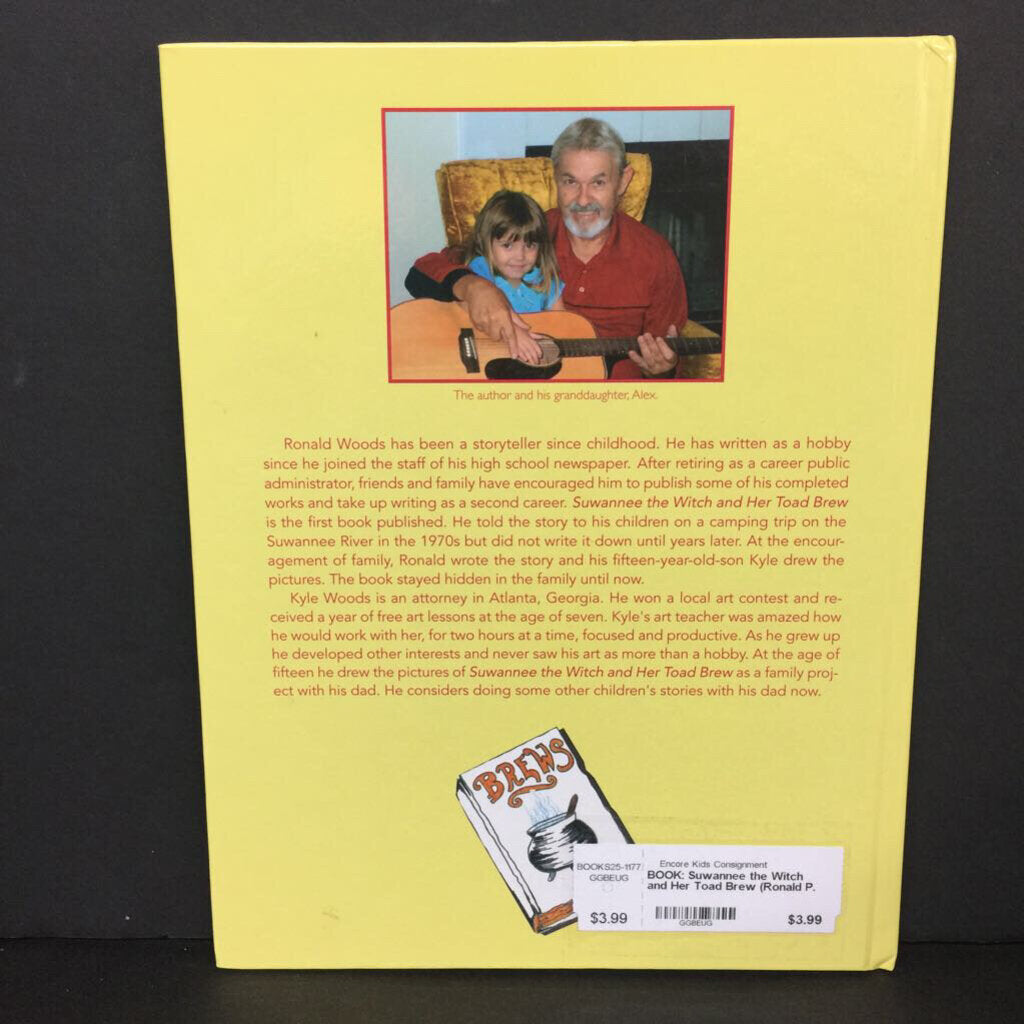 The author and his granddaughter, Alex.
Ronald Woods has been a storyteller since childhood. He has written as a hobby
since he joined the staff of his high school newspaper. After retiring as a career public
administrator, friends and family have encouraged him to publish some of his completed
works and take up writing as a second career. Suwannee the Witch and Her Toad Brew
is the first book published. He told the story to his children on a camping trip on the
Suwannee River in the 1970s but did not write it down until years later. At the encour-
agement of family, Ronald wrote the story and his fifteen-year-old-son Kyle drew the
pictures. The book stayed hidden in the family until now.
Kyle Woods is an attorney in Atlanta, Georgia. He won a local art contest and re-
ceived a year of free art lessons at the age of seven. Kyle's art teacher was amazed how
he would work with her, for two hours at a time, focused and productive. As he grew up
he developed other interests and never saw his art as more than a hobby. At the age of
fifteen he drew the pictures of Suwannee the Witch and Her Toad Brew as a family proj-
ect with his dad. He considers doing some other children's stories with his dad now.
BREWS
BOOKS25-1177
GGBEUG
$3.99
Encore Kids Consignment
BOOK: Suwannee the Witch
and Her Toad Brew (Ronald P.
GGBEUG
$3.99